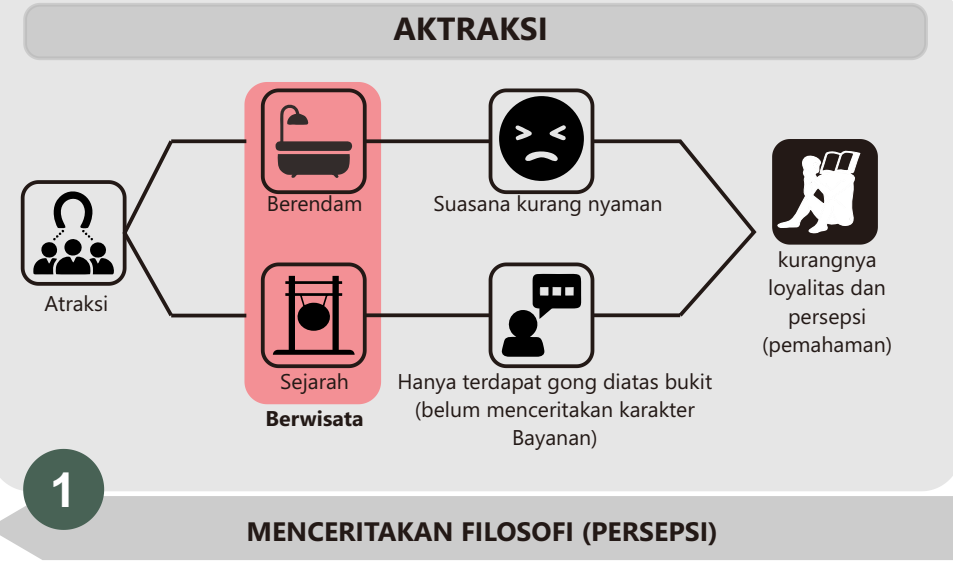 AKTRAKSI
Berendam
Suasana kurang nyaman
Atraksi
kurangnya
loyalitas dan
persepsi
(pemahaman)
Sejarah
Hanya terdapat gong diatas bukit
(belum menceritakan karakter
Bayanan)
Berwisata
1
MENCERITAKAN FILOSOFI (PERSEPSI)